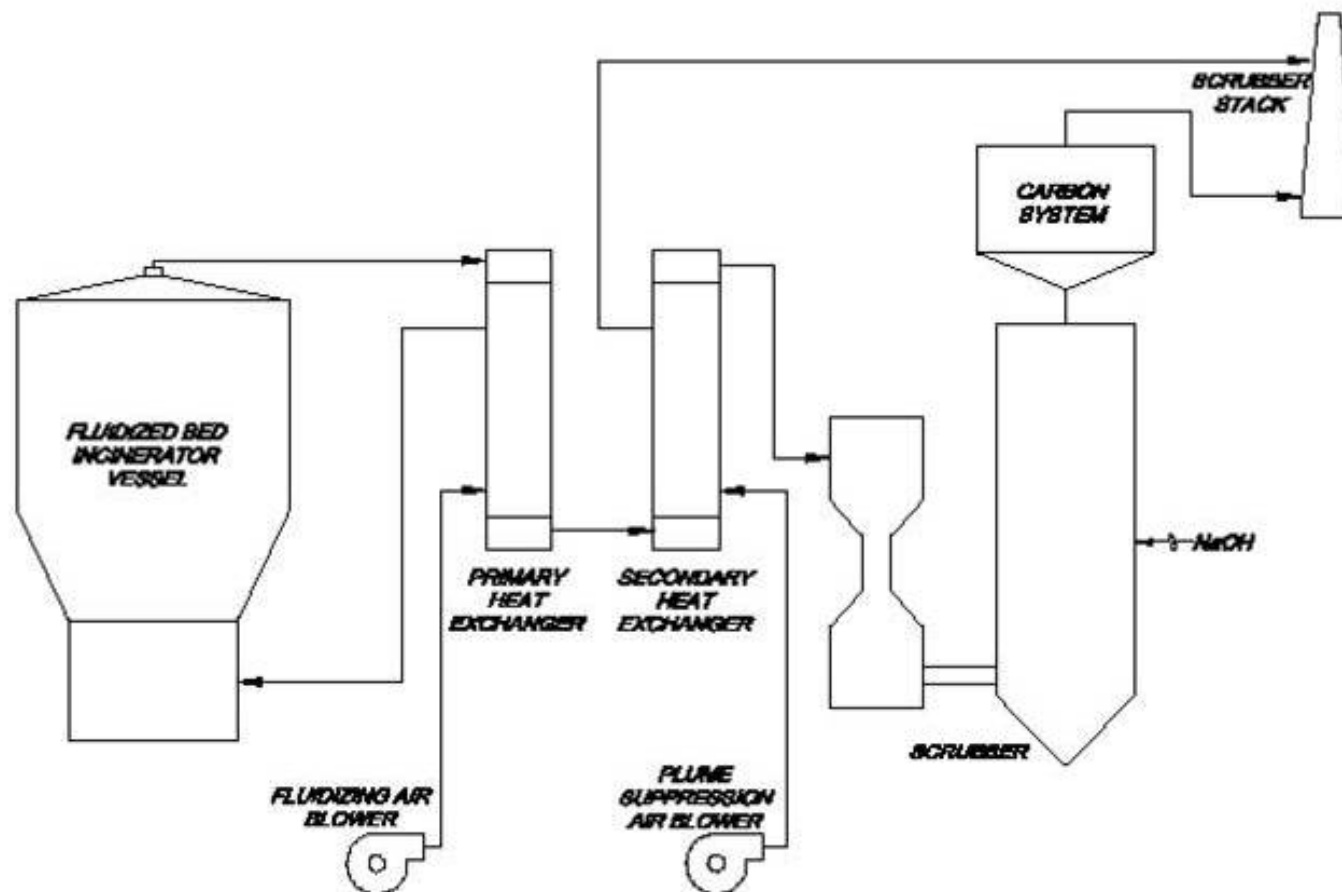 SCRUBBER
STACK
CARBON
SYSTEM
FLUIDIZED BED
INCINERATOR
VESSEL
NaOH
PRIMARY
HEAT
EXCHANGER
SECONDARY
HEAT
EXCHANGER
SCRUBBER
FLUIDIZING AIR
BLOWER
PLUME
SUPPRESSION
AIR BLOWER